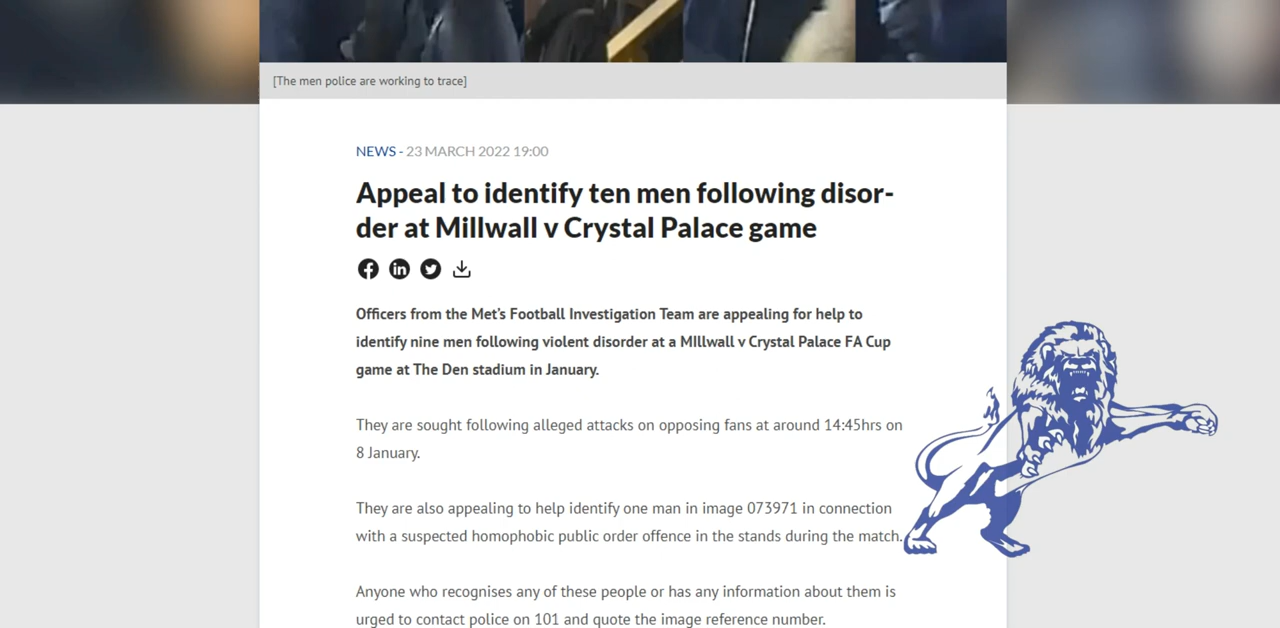 [The men police are working to trace]
NEWS - 23 MARCH 2022 19:00
Appeal to identify ten men following disor-
der at Millwall v Crystal Palace game
Officers from the Met's Football Investigation Team are appealing for help to
identify nine men following violent disorder at a MIllwall v Crystal Palace FA Cup
game at The Den stadium in January.
They are sought following alleged attacks on opposing fans at around 14:45hrs on
8 January.
They are also appealing to help identify one man in image 073971 in connection
with a suspected homophobic public order offence in the stands during the match.
Anyone who recognises any of these people or has any information about them is
urged to contact police on 101 and quote the image reference number.